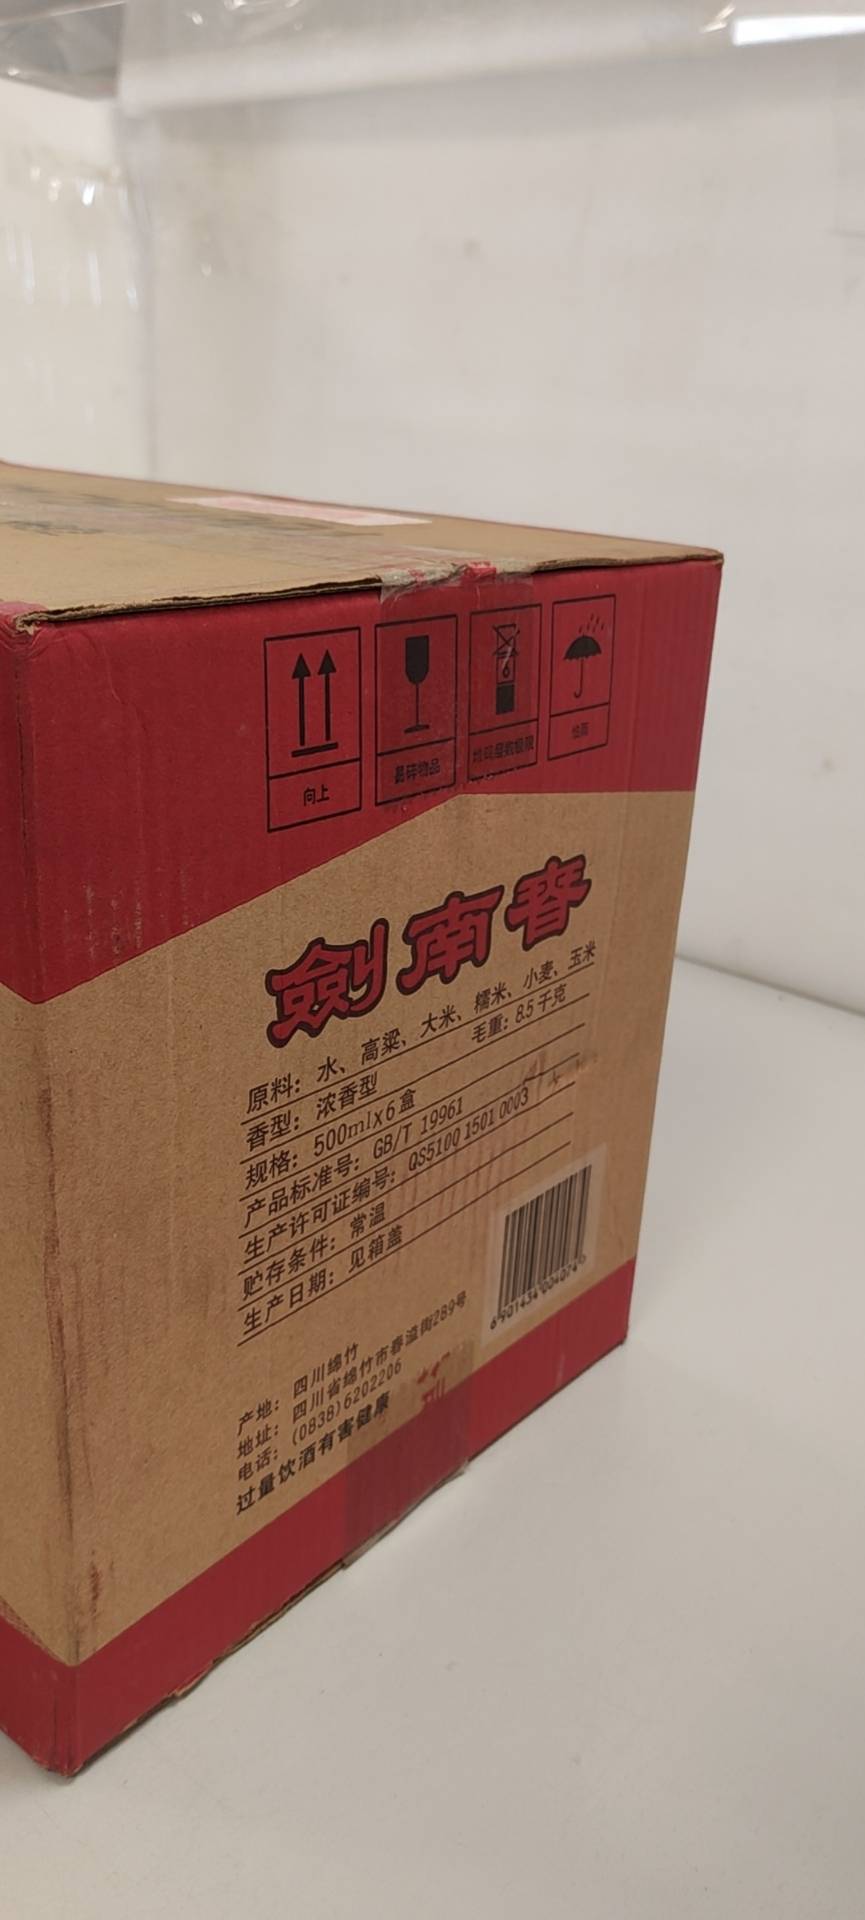 向上
易碎物品
堆码层数极限
怕雨
劍南春
原料：水、高粱、大米、糯米、小麦、玉米
香型：浓香型 毛重：8.5千克
规格：500ml×6盒
产品标准号：GB/T 19961
生产许可证编号：QS5100 1501 0003
贮存条件：常温
生产日期：见箱盖
6 901434 004074
产地：四川绵竹
地址：四川省绵竹市春溢街289号
电话：(0838)6202206
过量饮酒有害健康